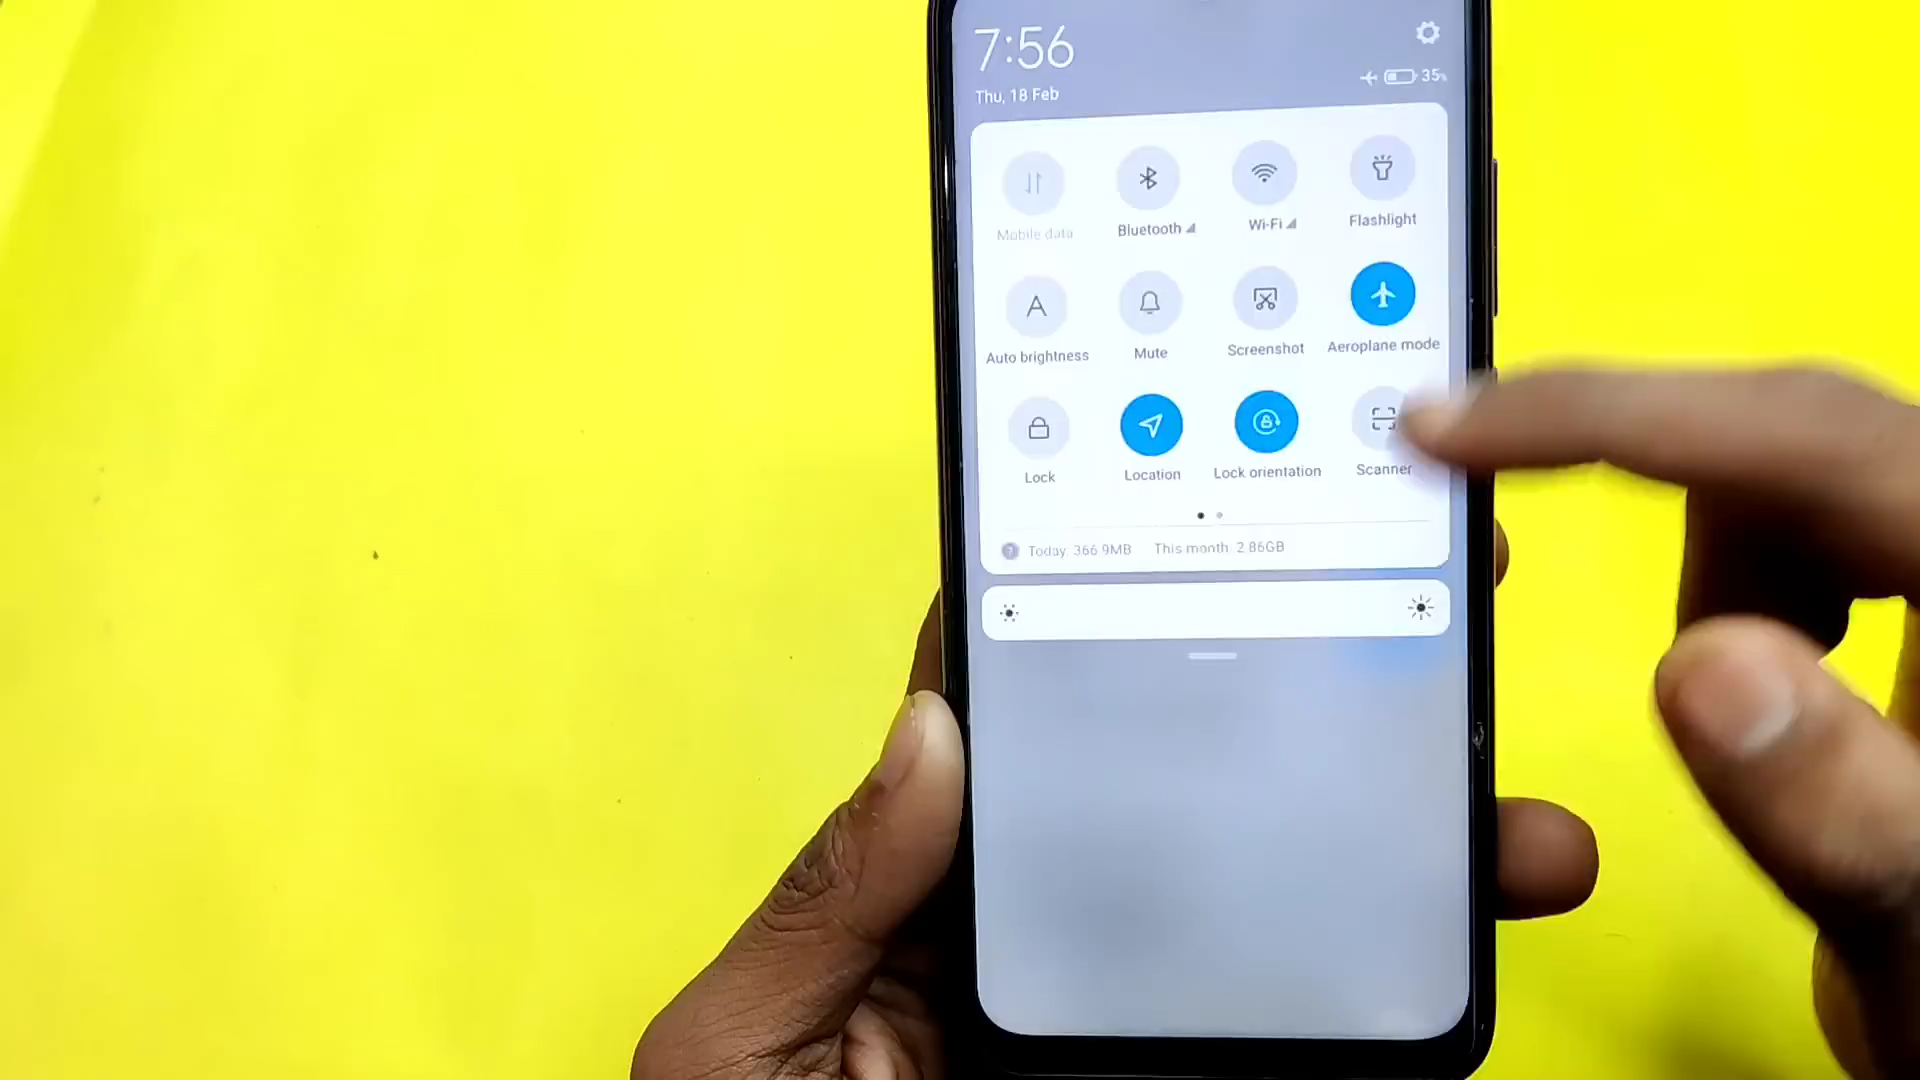 7:56
Thu, 18 Feb
35%
Mobile data
Bluetooth
Wi-Fi
Flashlight
A
Auto brightness
Mute
Screenshot
Aeroplane mode
Lock
Location
Lock orientation
Scanner
Today: 366.9MB
This month: 2.86GB